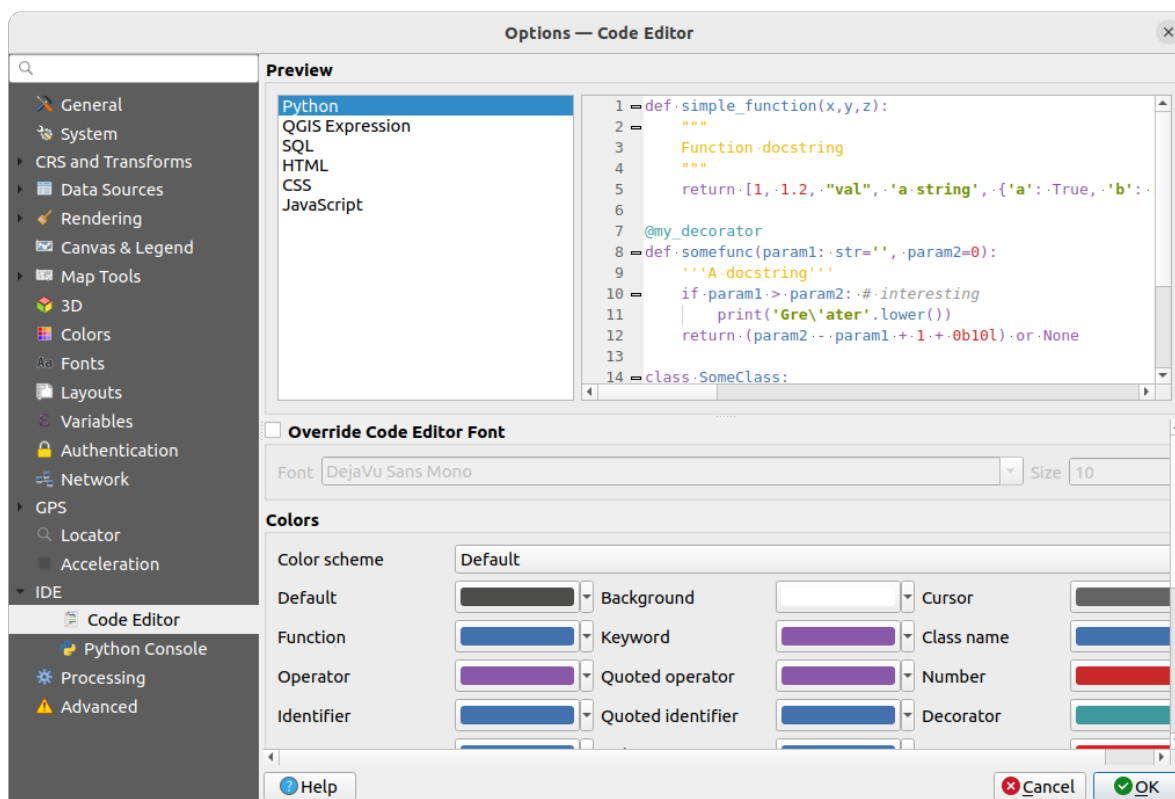 Options — Code Editor
General
System
CRS and Transforms
Data Sources
Rendering
Canvas & Legend
Map Tools
3D
Colors
Aa Fonts
Layouts
ε Variables
Authentication
Network
GPS
Locator
Acceleration
IDE
Code Editor
Python Console
Processing
Advanced
Preview
Python
QGIS Expression
SQL
HTML
CSS
JavaScript
1 def simple_function(x,y,z):
2 """
3 Function docstring
4 """
5 return [1, 1.2, "val", 'a string', {'a': True, 'b':
6
7 @my_decorator
8 def somefunc(param1: str='', param2=0):
9 '''A docstring'''
10 if param1 > param2: # interesting
11 print('Gre\'ater'.lower())
12 return (param2 - param1 + 1 + 0b10l) or None
13
14 class SomeClass:
Override Code Editor Font
Font DejaVu Sans Mono Size 10
Colors
Color scheme Default
Default Background Cursor
Function Keyword Class name
Operator Quoted operator Number
Identifier Quoted identifier Decorator
Help Cancel OK